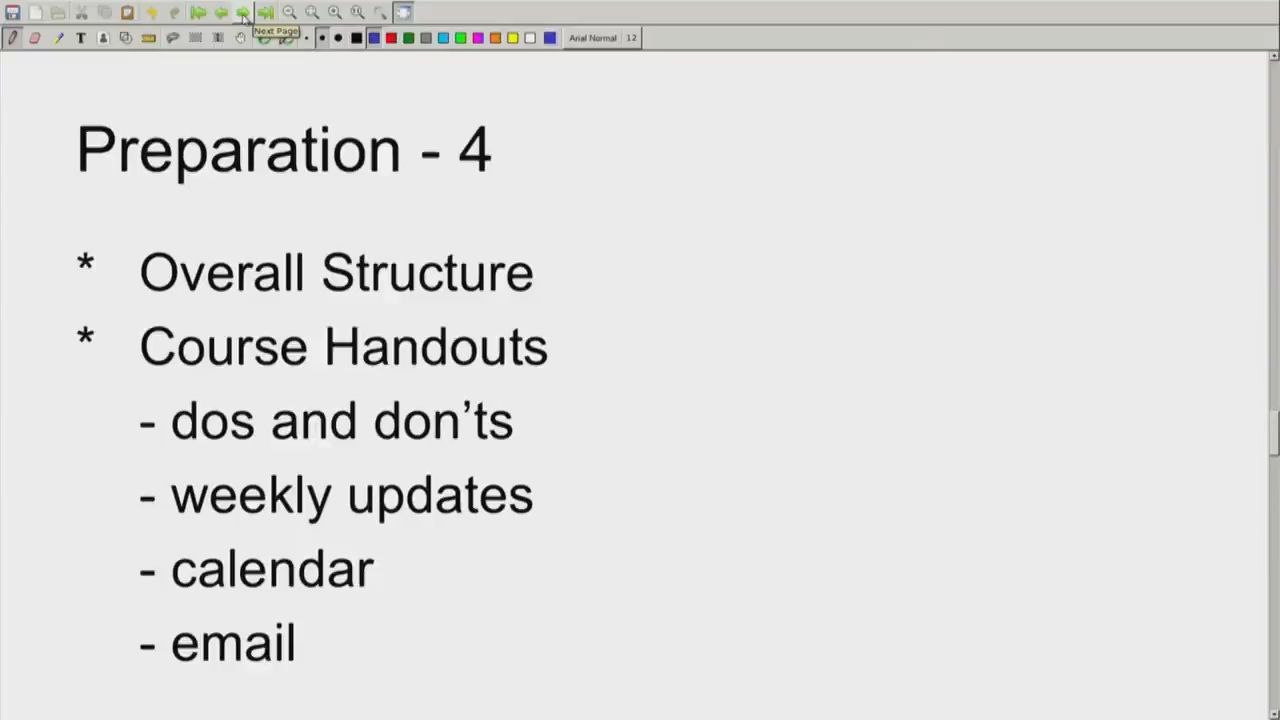 Next Page
Arial Normal 12
Preparation - 4
* Overall Structure
* Course Handouts
- dos and don’ts
- weekly updates
- calendar
- email